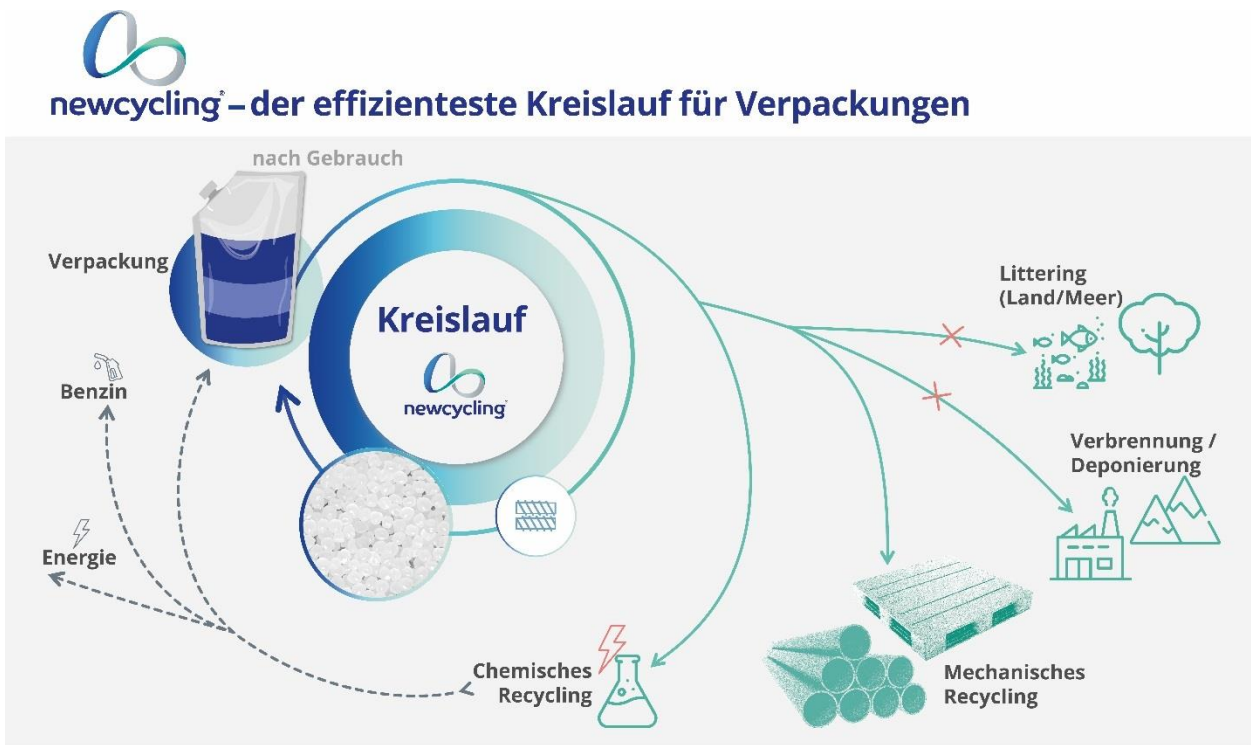 newcycling® – der effizienteste Kreislauf für Verpackungen
nach Gebrauch
Verpackung
Kreislauf
newcycling®
Benzin
Energie
Littering
(Land/Meer)
Verbrennung /
Deponierung
Chemisches
Recycling
Mechanisches
Recycling